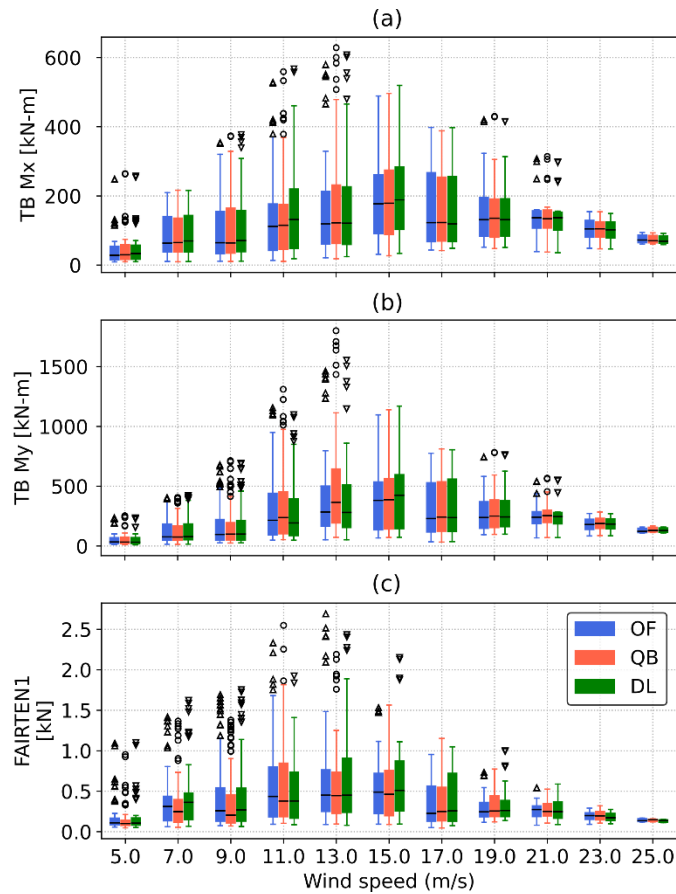 (a)
TB Mx [kN-m]
600
400
200
0
(b)
TB My [kN-m]
1500
1000
500
0
(c)
FAIRTEN1
[kN]
2.5
2.0
1.5
1.0
0.5
0.0
OF
QB
DL
5.0 7.0 9.0 11.0 13.0 15.0 17.0 19.0 21.0 23.0 25.0
Wind speed (m/s)